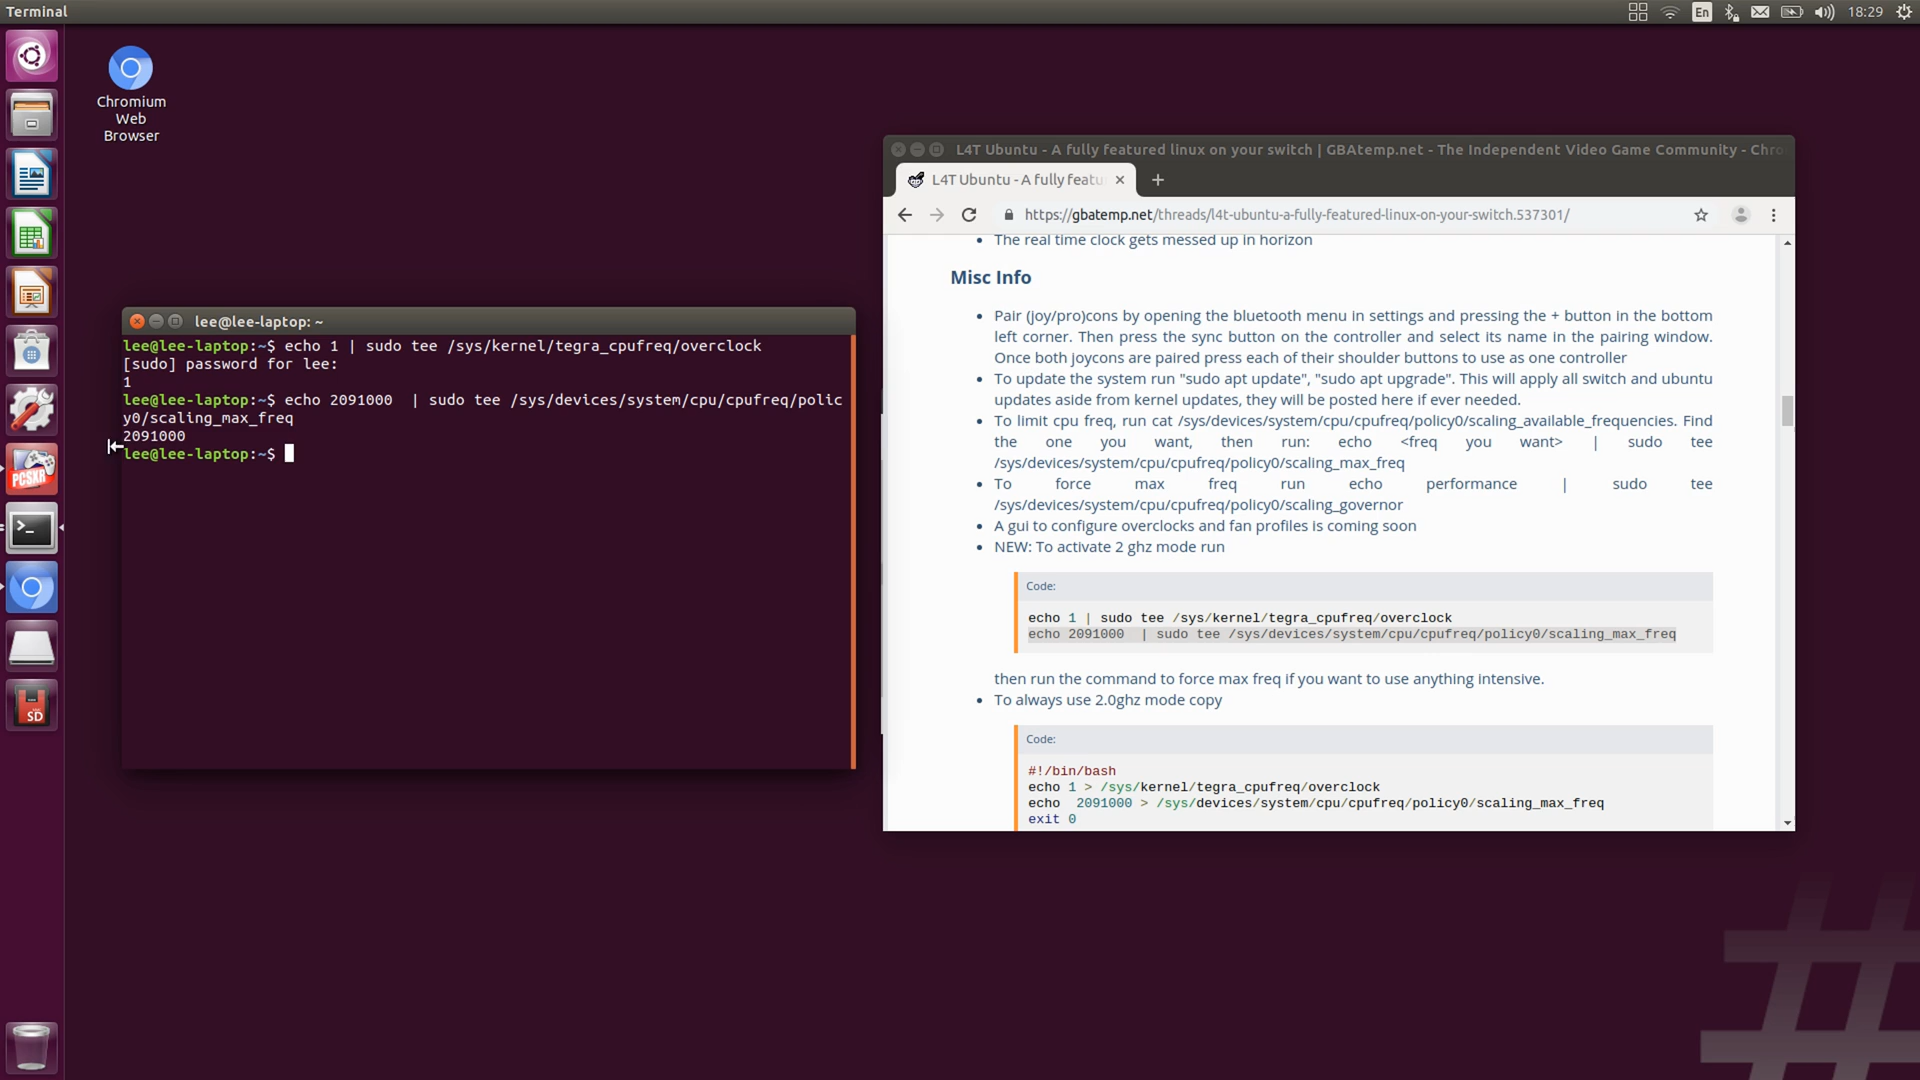 Terminal
En
18:29
Chromium
Web
Browser
PCSXR
SD
lee@lee-laptop: ~
lee@lee-laptop:~$ echo 1 | sudo tee /sys/kernel/tegra_cpufreq/overclock
[sudo] password for lee:
1
lee@lee-laptop:~$ echo 2091000  | sudo tee /sys/devices/system/cpu/cpufreq/polic
y0/scaling_max_freq
2091000
lee@lee-laptop:~$
L4T Ubuntu - A fully featured linux on your switch | GBAtemp.net - The Independent Video Game Community - Chro
L4T Ubuntu - A fully featu
https://gbatemp.net/threads/l4t-ubuntu-a-fully-featured-linux-on-your-switch.537301/
• The real time clock gets messed up in horizon
Misc Info
• Pair (joy/pro)cons by opening the bluetooth menu in settings and pressing the + button in the bottom
left corner. Then press the sync button on the controller and select its name in the pairing window.
Once both joycons are paired press each of their shoulder buttons to use as one controller
• To update the system run "sudo apt update", "sudo apt upgrade". This will apply all switch and ubuntu
updates aside from kernel updates, they will be posted here if ever needed.
• To limit cpu freq, run cat /sys/devices/system/cpu/cpufreq/policy0/scaling_available_frequencies. Find
the one you want, then run: echo <freq you want> | sudo tee
/sys/devices/system/cpu/cpufreq/policy0/scaling_max_freq
• To force max freq run echo performance | sudo tee
/sys/devices/system/cpu/cpufreq/policy0/scaling_governor
• A gui to configure overclocks and fan profiles is coming soon
• NEW: To activate 2 ghz mode run
Code:
echo 1 | sudo tee /sys/kernel/tegra_cpufreq/overclock
echo 2091000  | sudo tee /sys/devices/system/cpu/cpufreq/policy0/scaling_max_freq
then run the command to force max freq if you want to use anything intensive.
• To always use 2.0ghz mode copy
Code:
#!/bin/bash
echo 1 > /sys/kernel/tegra_cpufreq/overclock
echo  2091000 > /sys/devices/system/cpu/cpufreq/policy0/scaling_max_freq
exit 0